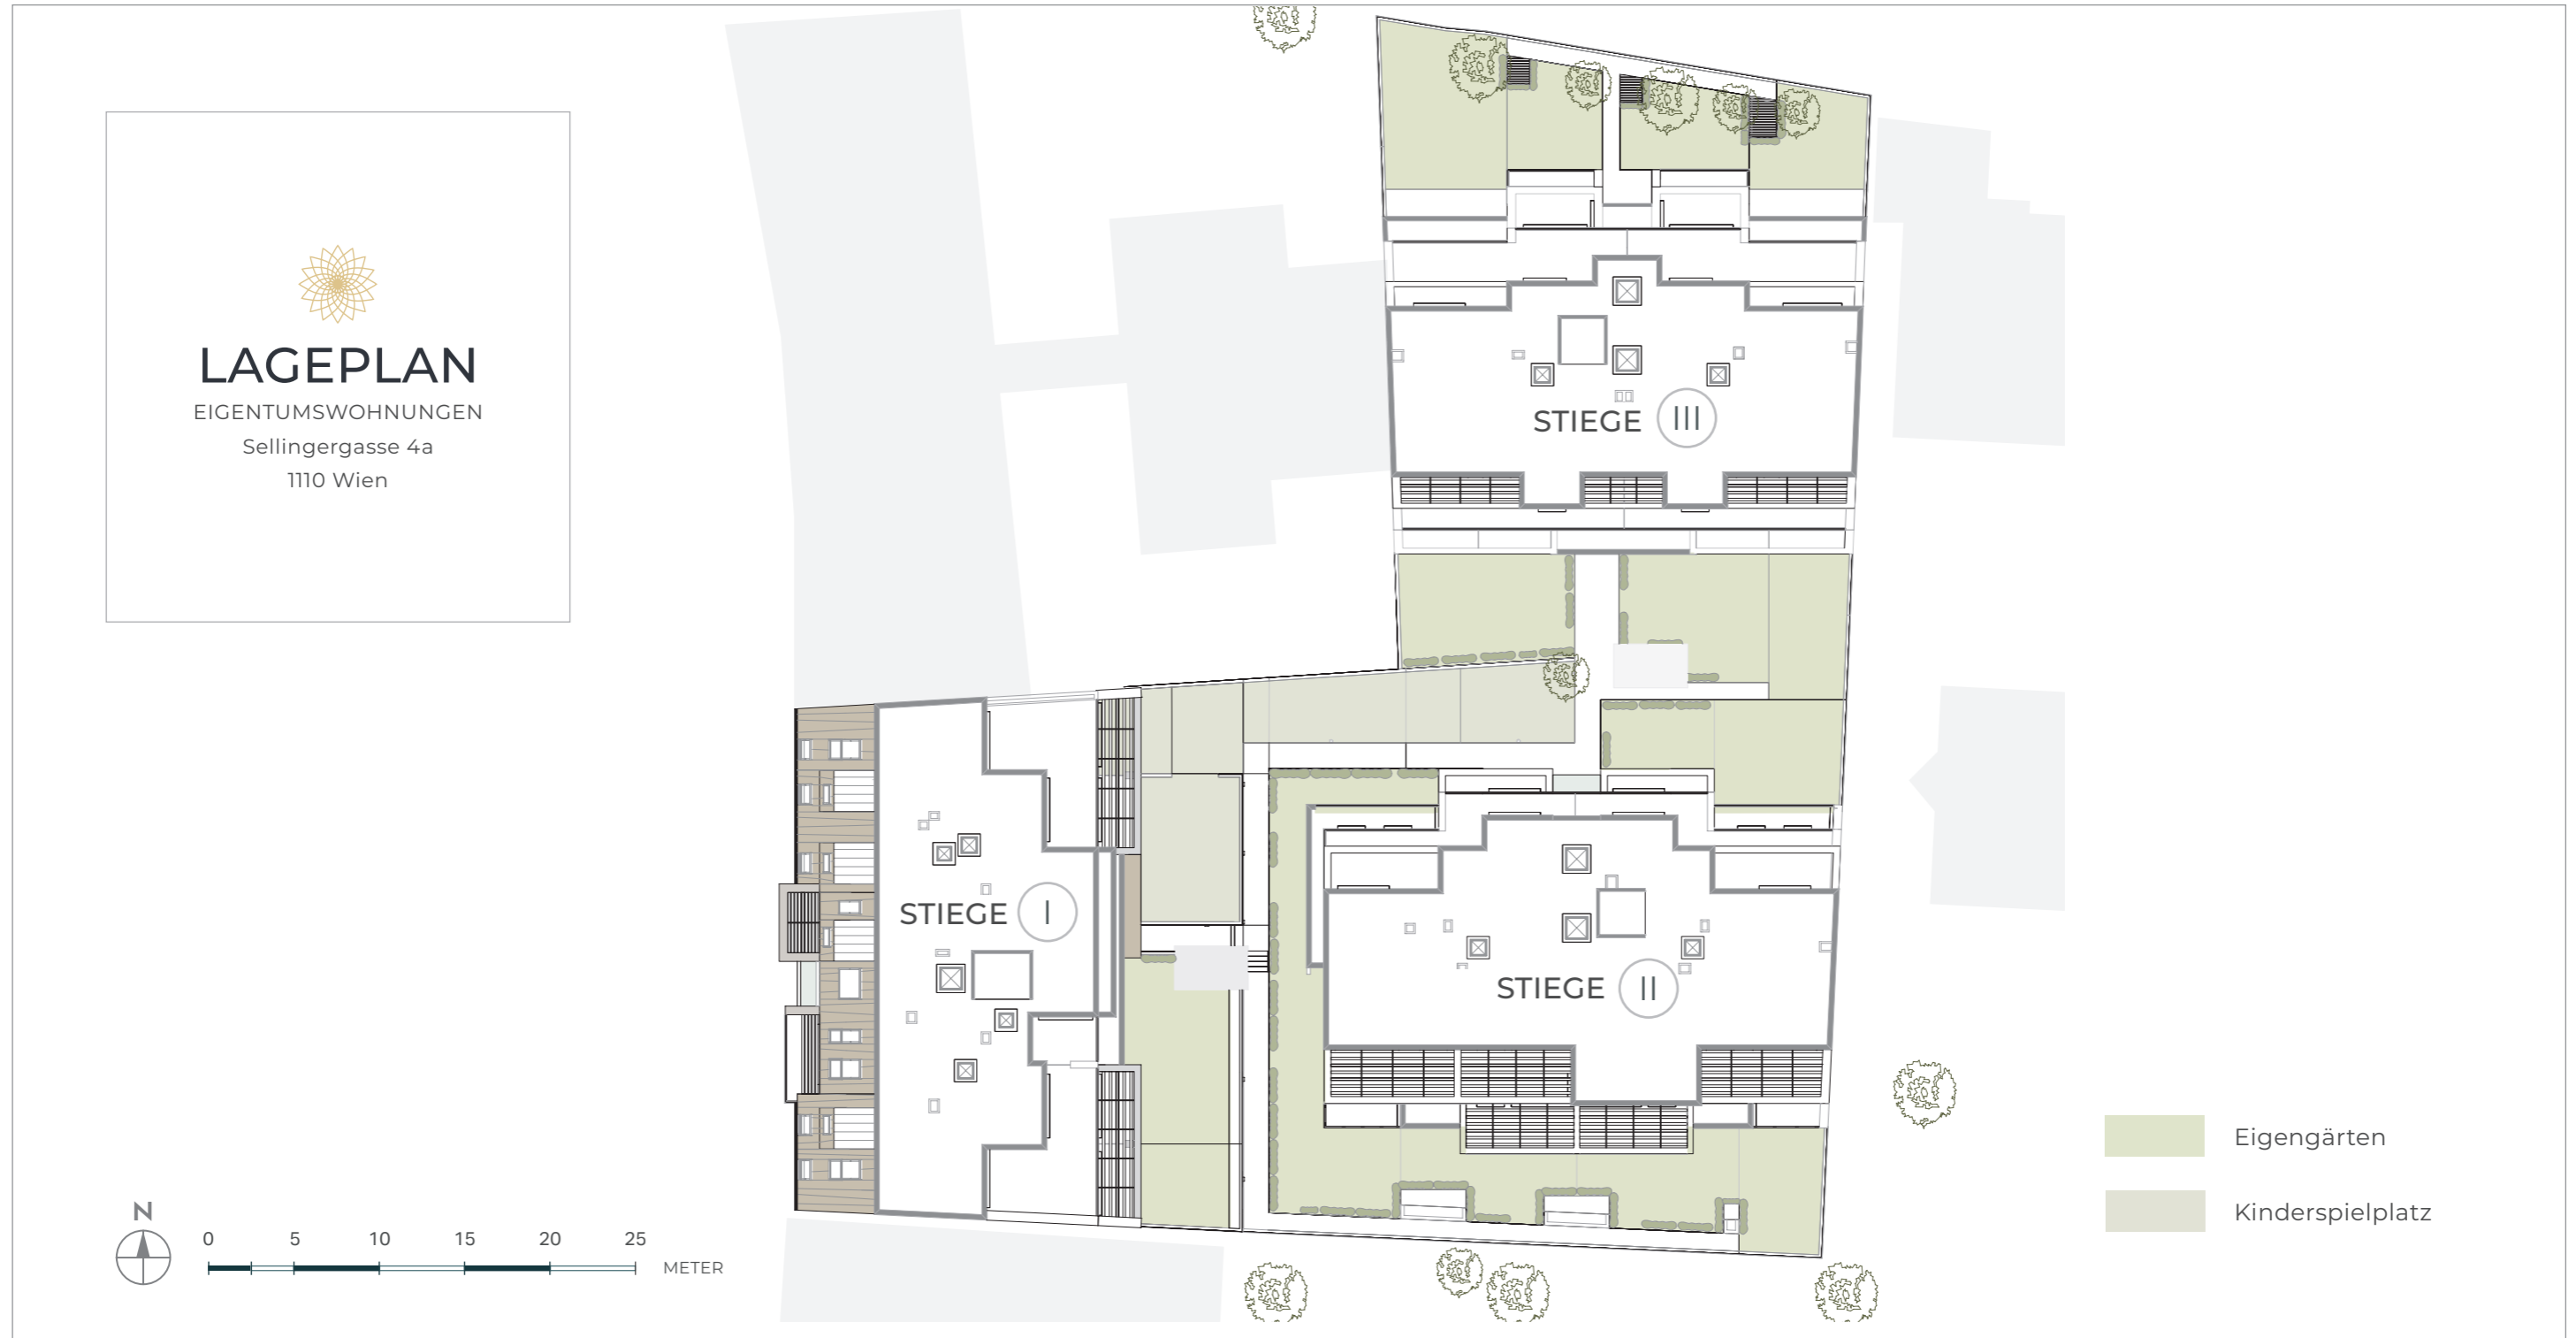 LAGEPLAN
EIGENTUMSWOHNUNGEN
Sellingergasse 4a
1110 Wien
STIEGE III
STIEGE I
STIEGE II
Eigengärten
Kinderspielplatz
N
0 5 10 15 20 25 METER